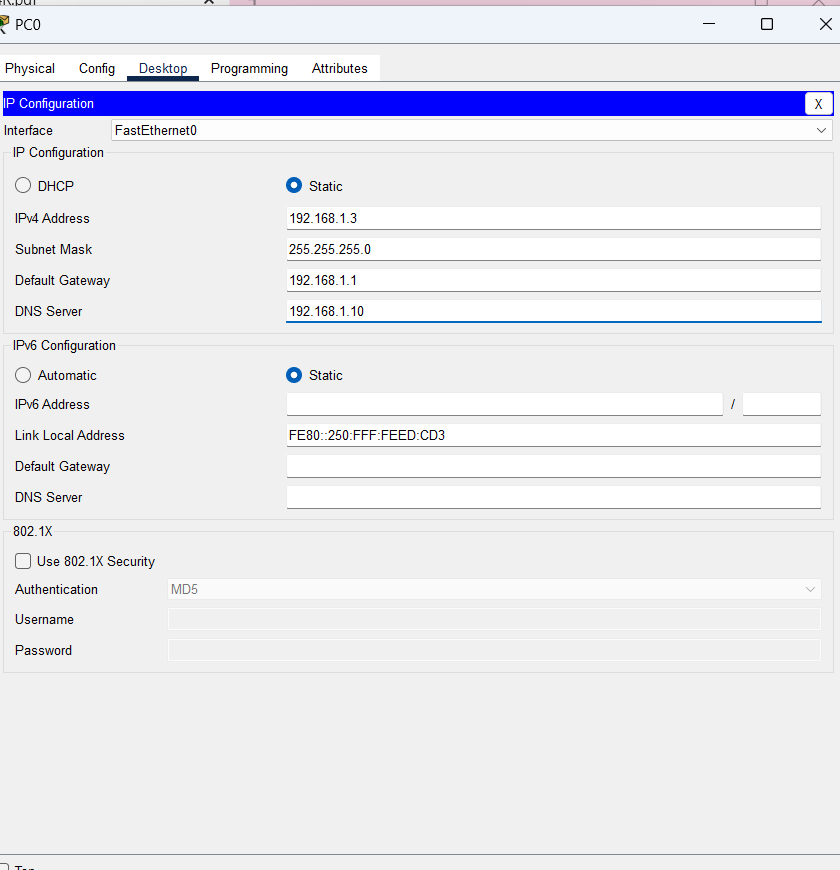 PC0
Physical Config Desktop Programming Attributes
IP Configuration X
Interface FastEthernet0
IP Configuration
DHCP Static
IPv4 Address 192.168.1.3
Subnet Mask 255.255.255.0
Default Gateway 192.168.1.1
DNS Server 192.168.1.10
IPv6 Configuration
Automatic Static
IPv6 Address /
Link Local Address FE80::250:FFF:FEED:CD3
Default Gateway
DNS Server
802.1X
Use 802.1X Security
Authentication MD5
Username
Password